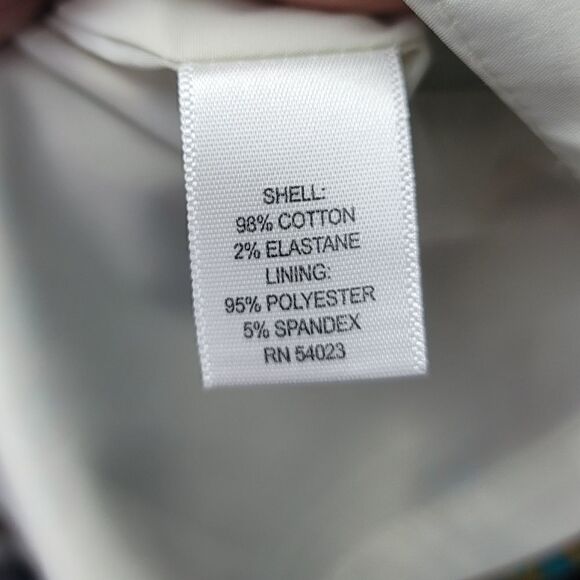 SHELL:
98% COTTON
2% ELASTANE
LINING:
95% POLYESTER
5% SPANDEX
RN 54023